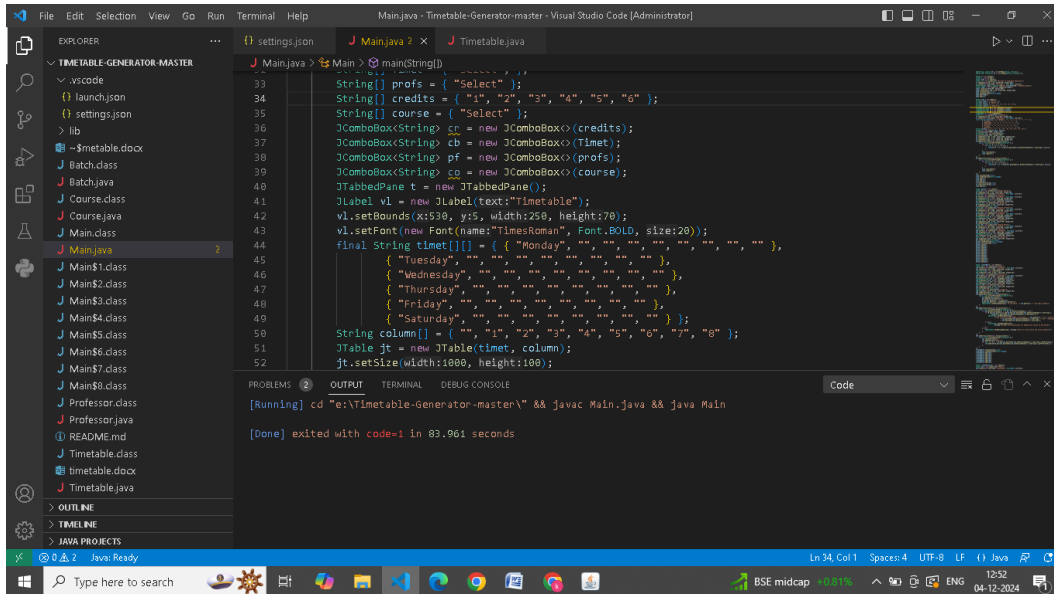 File Edit Selection View Go Run Terminal Help
Main.java - Timetable-Generator-master - Visual Studio Code [Administrator]
EXPLORER
TIMETABLE-GENERATOR-MASTER
.vscode
{} launch.json
{} settings.json
lib
~$metable.docx
J Batch.class
J Batch.java
J Course.class
J Course.java
J Main.class
J Main.java 2
J Main$1.class
J Main$2.class
J Main$3.class
J Main$4.class
J Main$5.class
J Main$6.class
J Main$7.class
J Main$8.class
J Professor.class
J Professor.java
README.md
J Timetable.class
timetable.docx
J Timetable.java
OUTLINE
TIMELINE
JAVA PROJECTS
{} settings.json J Main.java 2 × J Timetable.java
J Main.java > Main > main(String[])
33 String[] profs = { "Select" };
34 String[] credits = { "1", "2", "3", "4", "5", "6" };
35 String[] course = { "Select" };
36 JComboBox<String> cr = new JComboBox<>(credits);
37 JComboBox<String> cb = new JComboBox<>(Timet);
38 JComboBox<String> pf = new JComboBox<>(profs);
39 JComboBox<String> co = new JComboBox<>(course);
40 JTabbedPane t = new JTabbedPane();
41 JLabel vl = new JLabel(text:"Timetable");
42 vl.setBounds(x:530, y:5, width:250, height:70);
43 vl.setFont(new Font(name:"TimesRoman", Font.BOLD, size:20));
44 final String timet[][] = { { "Monday", "", "", "", "", "", "", "", "" },
45 { "Tuesday", "", "", "", "", "", "", "", "" },
46 { "Wednesday", "", "", "", "", "", "", "", "" },
47 { "Thursday", "", "", "", "", "", "", "", "" },
48 { "Friday", "", "", "", "", "", "", "", "" },
49 { "Saturday", "", "", "", "", "", "", "", "" } };
50 String column[] = { "", "1", "2", "3", "4", "5", "6", "7", "8" };
51 JTable jt = new JTable(timet, column);
52 jt.setSize(width:1000, height:100);
PROBLEMS 2 OUTPUT TERMINAL DEBUG CONSOLE Code
[Running] cd "e:\Timetable-Generator-master\" && javac Main.java && java Main
[Done] exited with code=1 in 83.961 seconds
0 2 Java: Ready Ln 34, Col 1 Spaces: 4 UTF-8 LF {} Java
Type here to search BSE midcap +0.81% ENG 12:52
04-12-2024